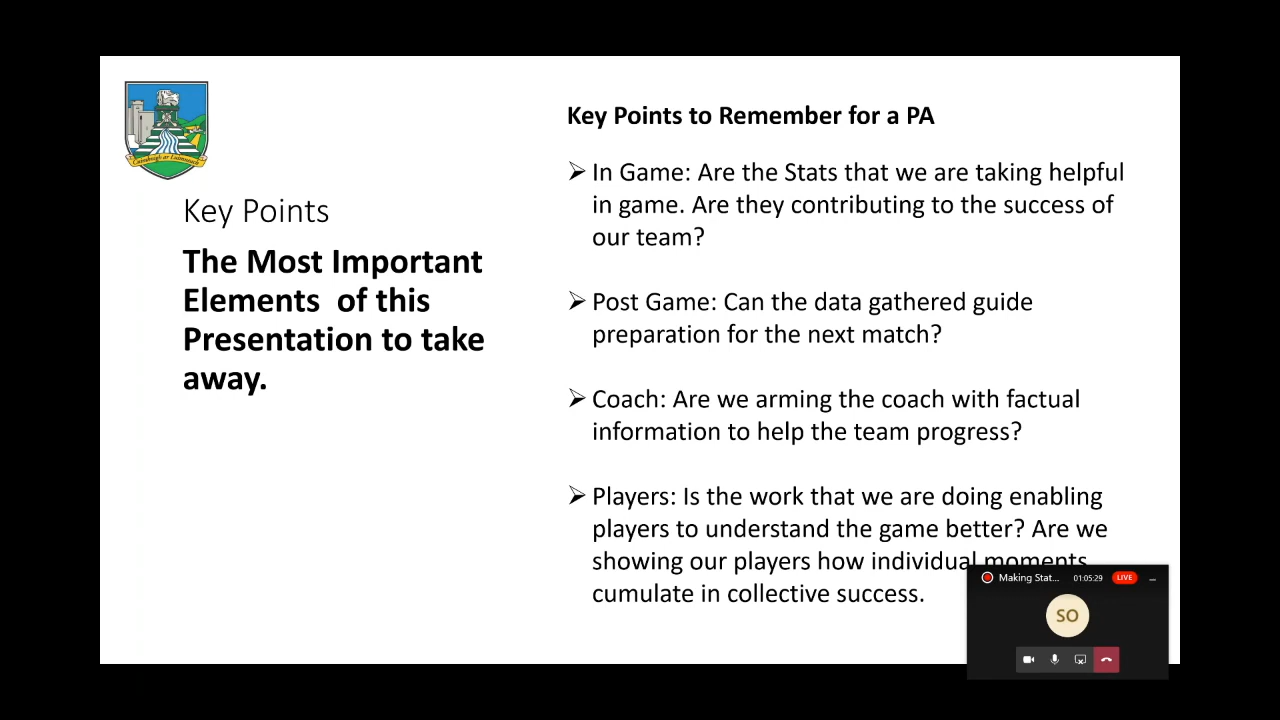 Key Points
The Most Important
Elements of this
Presentation to take
away.
Key Points to Remember for a PA
In Game: Are the Stats that we are taking helpful
in game. Are they contributing to the success of
our team?
Post Game: Can the data gathered guide
preparation for the next match?
Coach: Are we arming the coach with factual
information to help the team progress?
Players: Is the work that we are doing enabling
players to understand the game better? Are we
showing our players how individual moments
cumulate in collective success.
Making Stat... 01:05:29 LIVE
SO